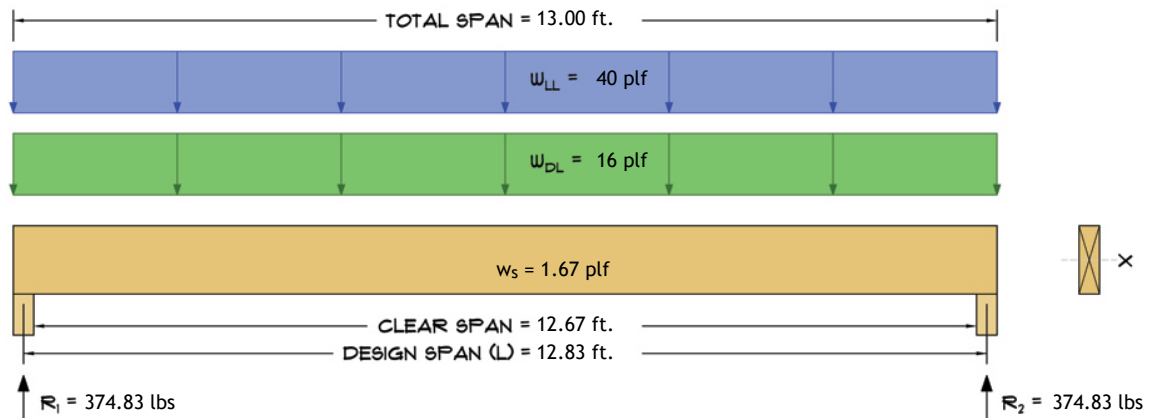 TOTAL SPAN = 13.00 ft.
WLL = 40 plf
WDL = 16 plf
ws = 1.67 plf
X
CLEAR SPAN = 12.67 ft.
DESIGN SPAN (L) = 12.83 ft.
R1 = 374.83 lbs
R2 = 374.83 lbs